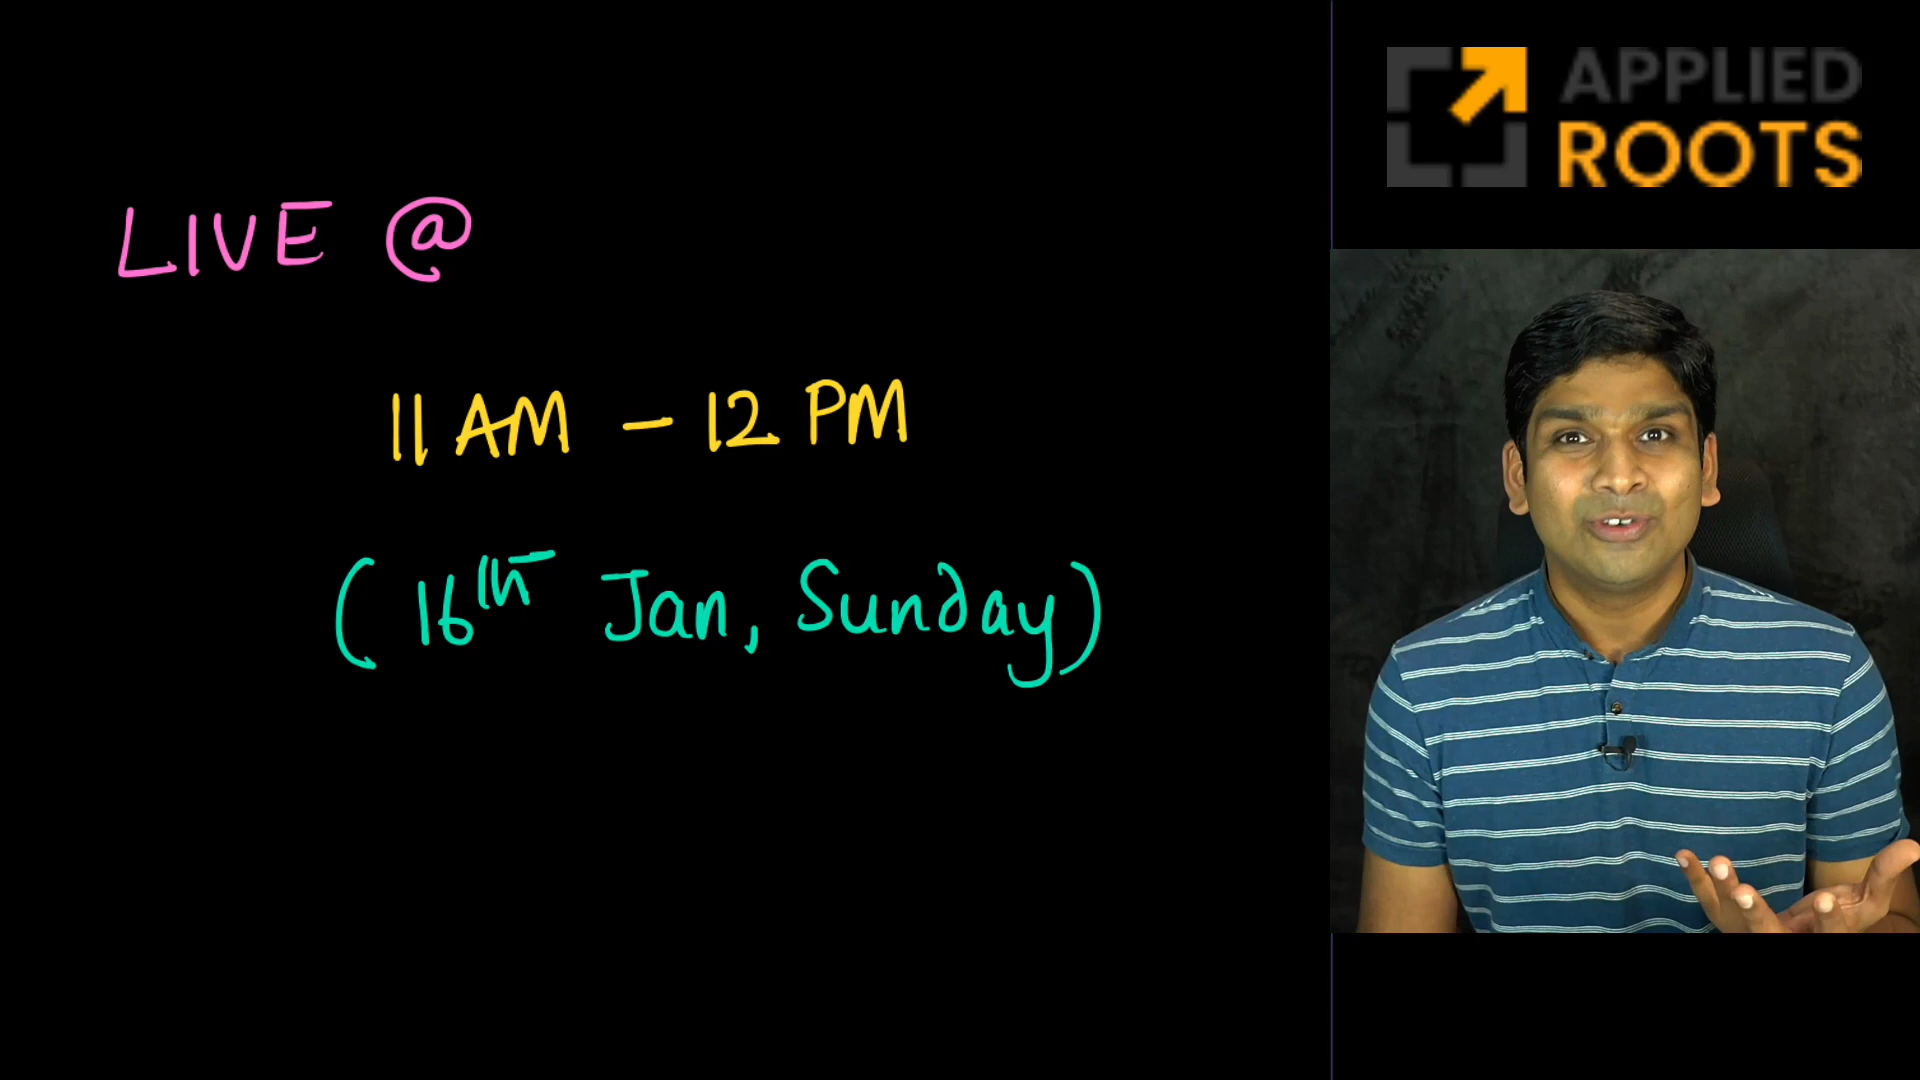 LIVE @
11 AM - 12 PM
(16th Jan, Sunday)
APPLIED
ROOTS